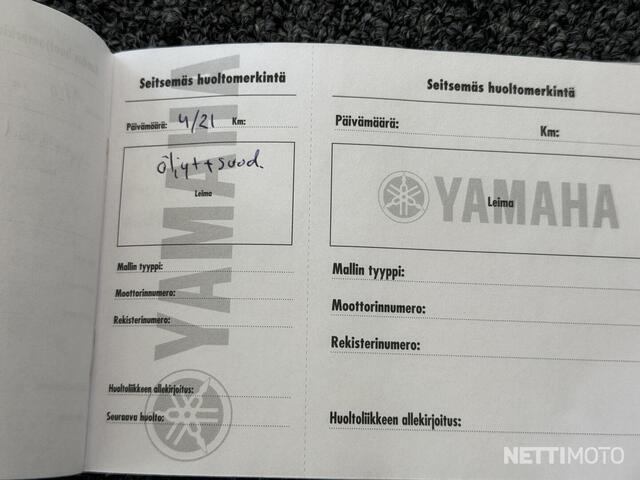 Seitsemäs huoltomerkintä
Päivämäärä: 4/21 Km:
Öljyt+suod.
Leima
Mallin tyyppi:
Moottorinnumero:
Rekisterinumero:
Huoltoliikkeen allekirjoitus:
Seuraava huolto:
YAMAHA
Seitsemäs huoltomerkintä
Päivämäärä: Km:
YAMAHA
Leima
Mallin tyyppi:
Moottorinnumero:
Rekisterinumero:
Huoltoliikkeen allekirjoitus:
NETTIMOTO